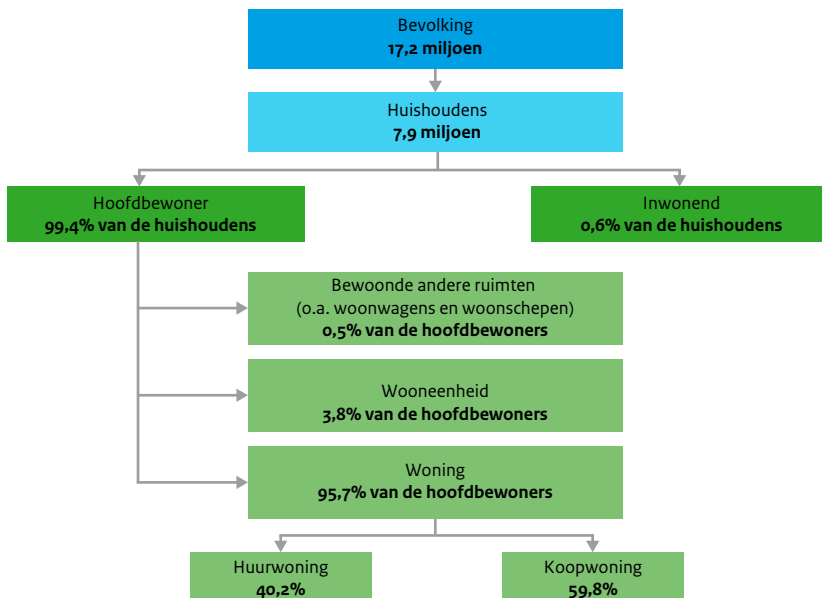 Bevolking
17,2 miljoen
Huishoudens
7,9 miljoen
Hoofdbewoner
99,4% van de huishoudens
Inwonend
0,6% van de huishoudens
Bewoonde andere ruimten
(o.a. woonwagens en woonschepen)
0,5% van de hoofdbewoners
Wooneenheid
3,8% van de hoofdbewoners
Woning
95,7% van de hoofdbewoners
Huurwoning
40,2%
Koopwoning
59,8%